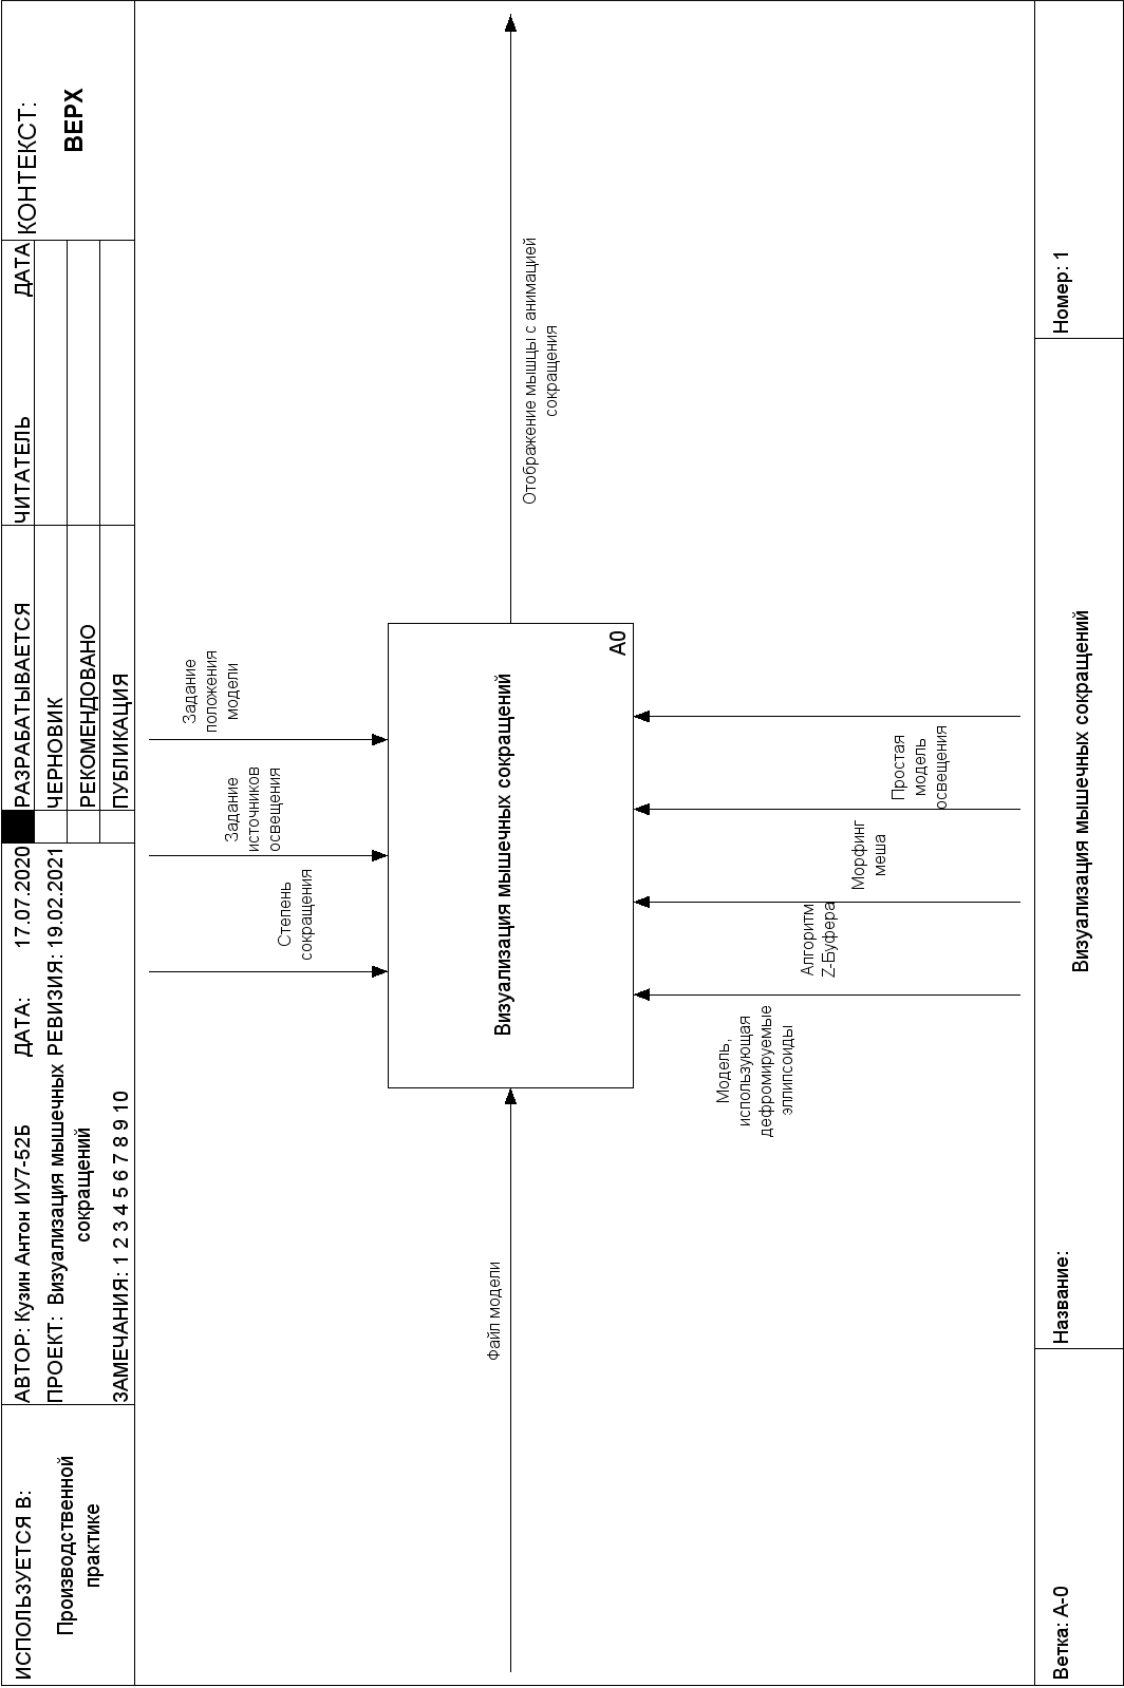 ИСПОЛЬЗУЕТСЯ В:
Производственной
практике
АВТОР: Кузин Антон ИУ7-52Б
ДАТА: 17.07.2020
ПРОЕКТ: Визуализация мышечных
сокращений
РЕВИЗИЯ: 19.02.2021
ЗАМЕЧАНИЯ: 1 2 3 4 5 6 7 8 9 10
РАЗРАБАТЫВАЕТСЯ
ЧЕРНОВИК
РЕКОМЕНДОВАНО
ПУБЛИКАЦИЯ
ЧИТАТЕЛЬ
ДАТА
КОНТЕКСТ:
ВЕРХ
Степень
сокращения
Задание
источников
освещения
Задание
положения
модели
Файл модели
Визуализация мышечных сокращений
A0
Отображение мышцы с анимацией
сокращения
Модель,
использующая
дефромируемые
эллипсоиды
Алгоритм
Z-Буфера
Морфинг
меша
Простая
модель
освещения
Ветка: A-0
Название:
Визуализация мышечных сокращений
Номер: 1